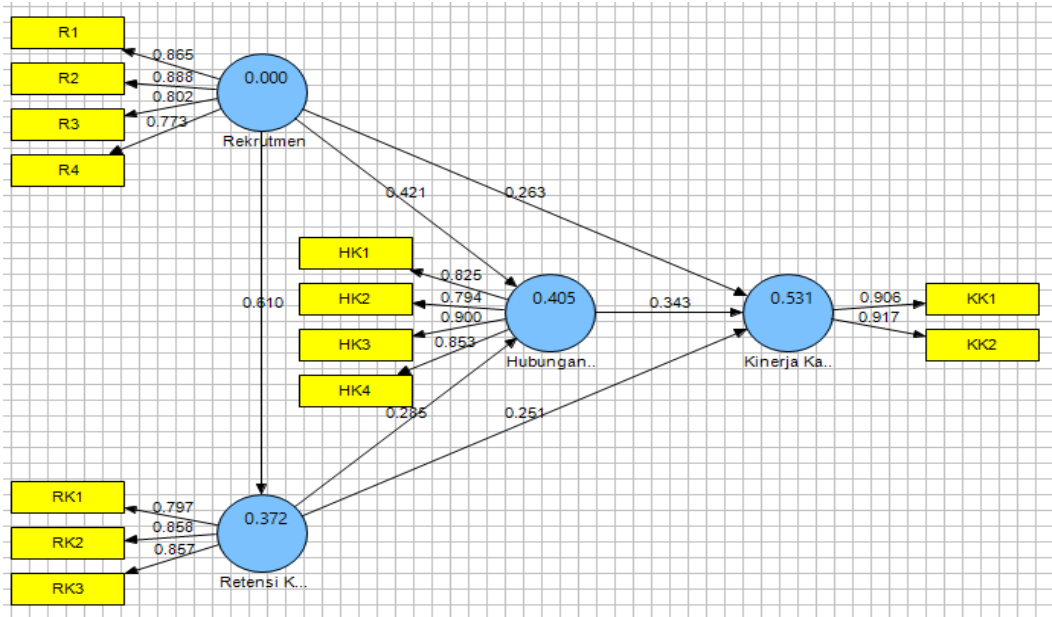 R1
R2
R3
R4
0.865
0.888
0.802
0.773
0.000
Rekrutmen
0.421
0.263
0.610
HK1
HK2
HK3
HK4
0.825
0.794
0.900
0.853
0.405
Hubungan..
0.343
0.531
Kinerja Ka..
0.906
0.917
KK1
KK2
0.285
0.251
RK1
RK2
RK3
0.797
0.858
0.857
0.372
Retensi K...